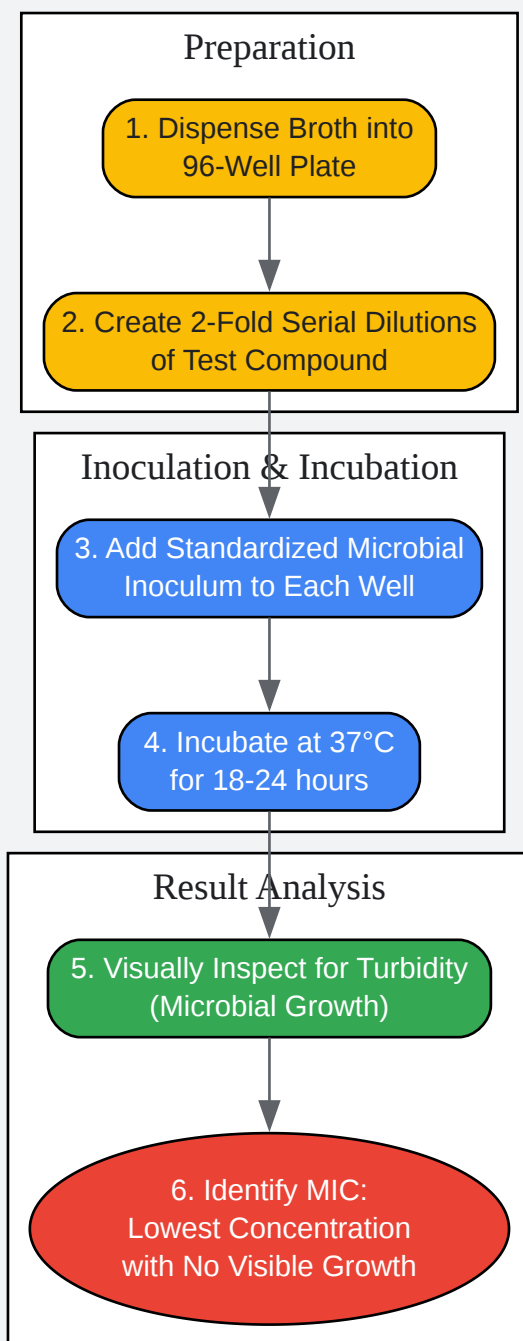 Preparation
1. Dispense Broth into
96-Well Plate
2. Create 2-Fold Serial Dilutions
of Test Compound
Inoculation & Incubation
3. Add Standardized Microbial
Inoculum to Each Well
4. Incubate at 37°C
for 18-24 hours
Result Analysis
5. Visually Inspect for Turbidity
(Microbial Growth)
6. Identify MIC:
Lowest Concentration
with No Visible Growth